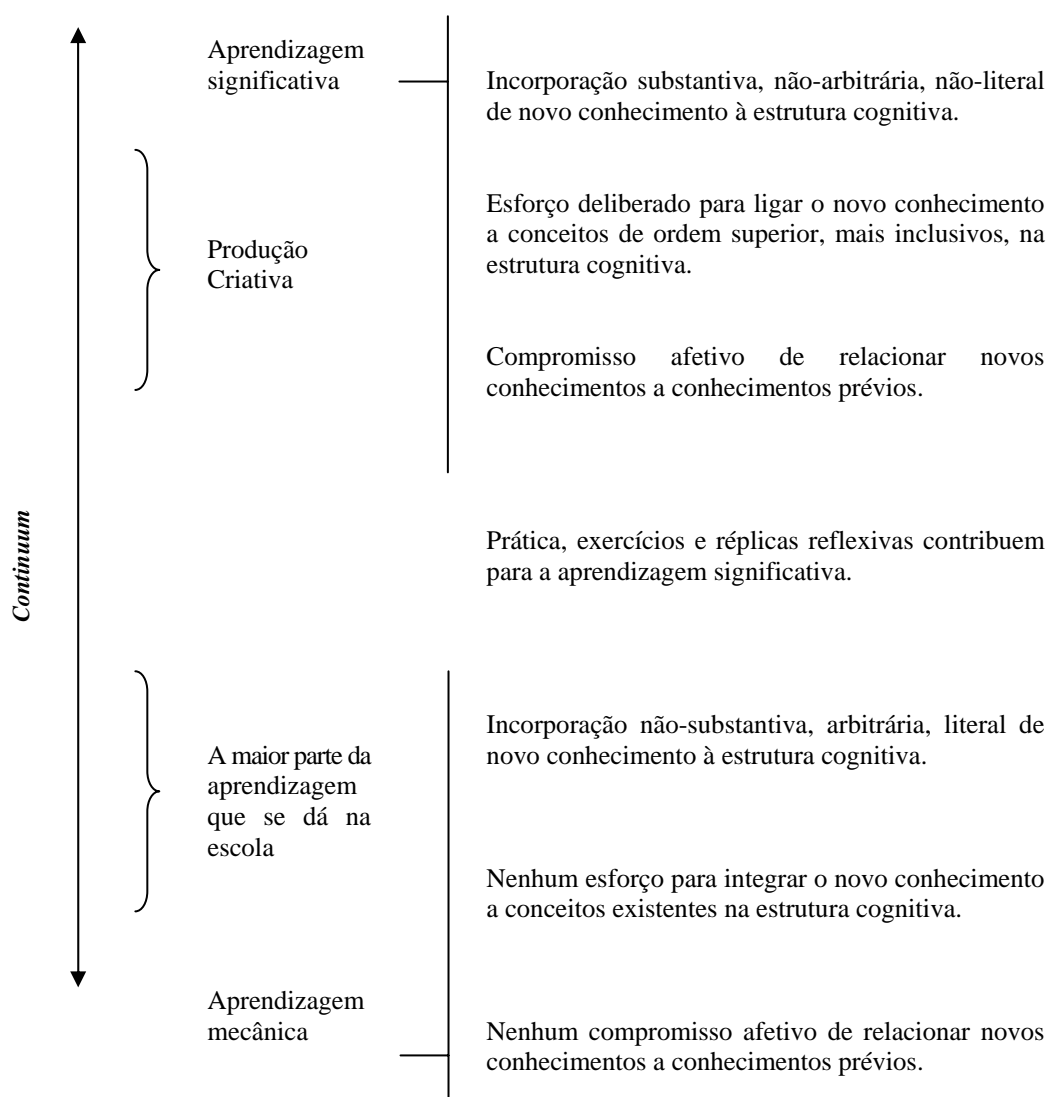 Aprendizagem
significativa
Incorporação substantiva, não-arbitrária, não-literal
de novo conhecimento à estrutura cognitiva.
Produção
Criativa
Esforço deliberado para ligar o novo conhecimento
a conceitos de ordem superior, mais inclusivos, na
estrutura cognitiva.
Compromisso afetivo de relacionar novos
conhecimentos a conhecimentos prévios.
Continuum
Prática, exercícios e réplicas reflexivas contribuem
para a aprendizagem significativa.
A maior parte da
aprendizagem
que se dá na
escola
Incorporação não-substantiva, arbitrária, literal de
novo conhecimento à estrutura cognitiva.
Nenhum esforço para integrar o novo conhecimento
a conceitos existentes na estrutura cognitiva.
Aprendizagem
mecânica
Nenhum compromisso afetivo de relacionar novos
conhecimentos a conhecimentos prévios.